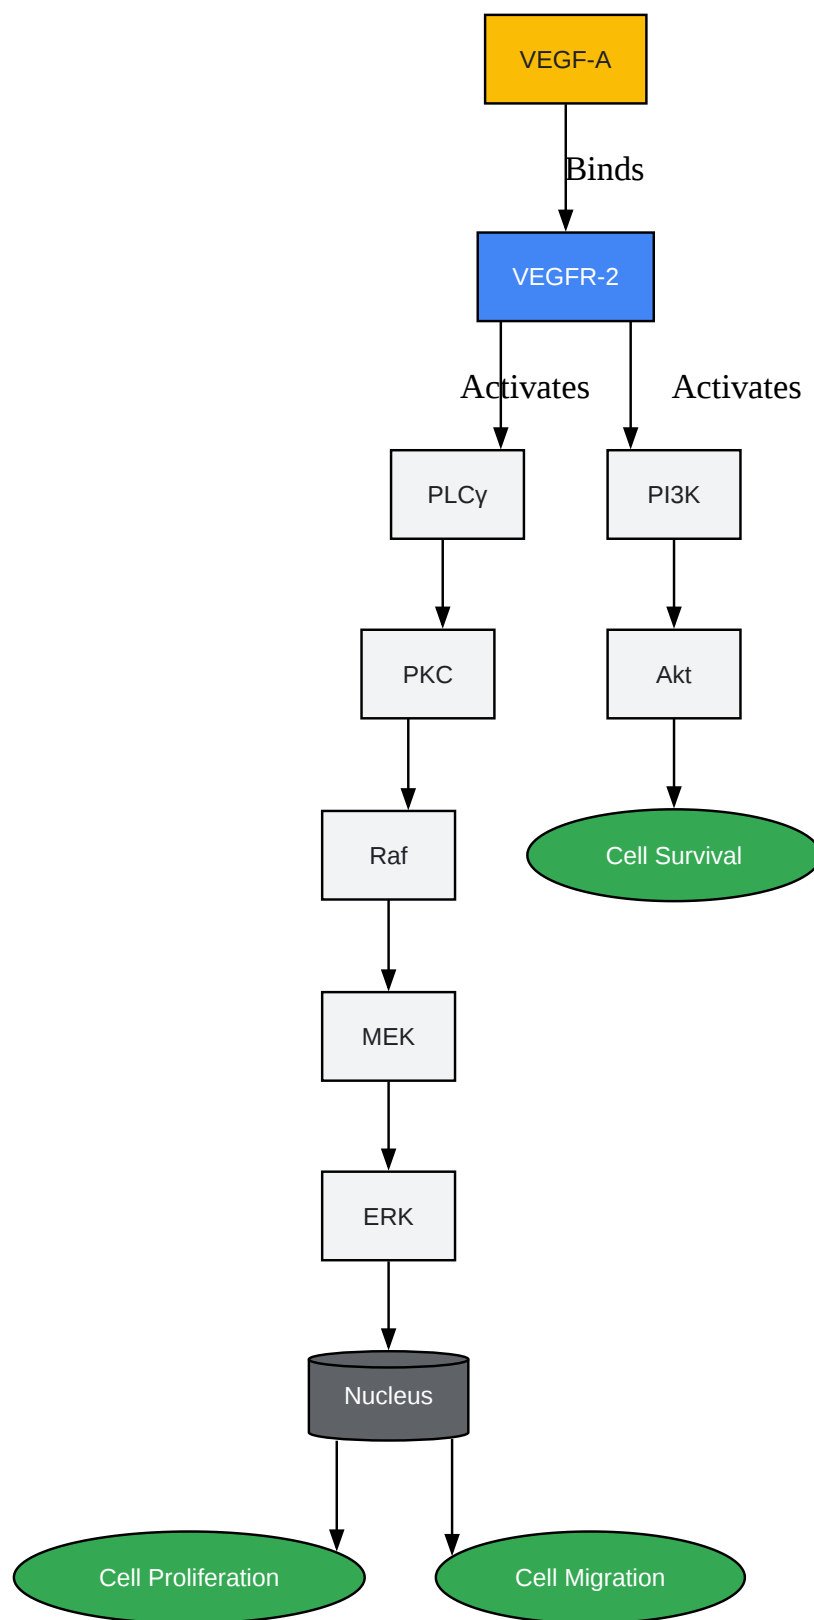 VEGF-A
Binds
VEGFR-2
Activates
Activates
PLCγ
PI3K
PKC
Akt
Raf
Cell Survival
MEK
ERK
Nucleus
Cell Proliferation
Cell Migration